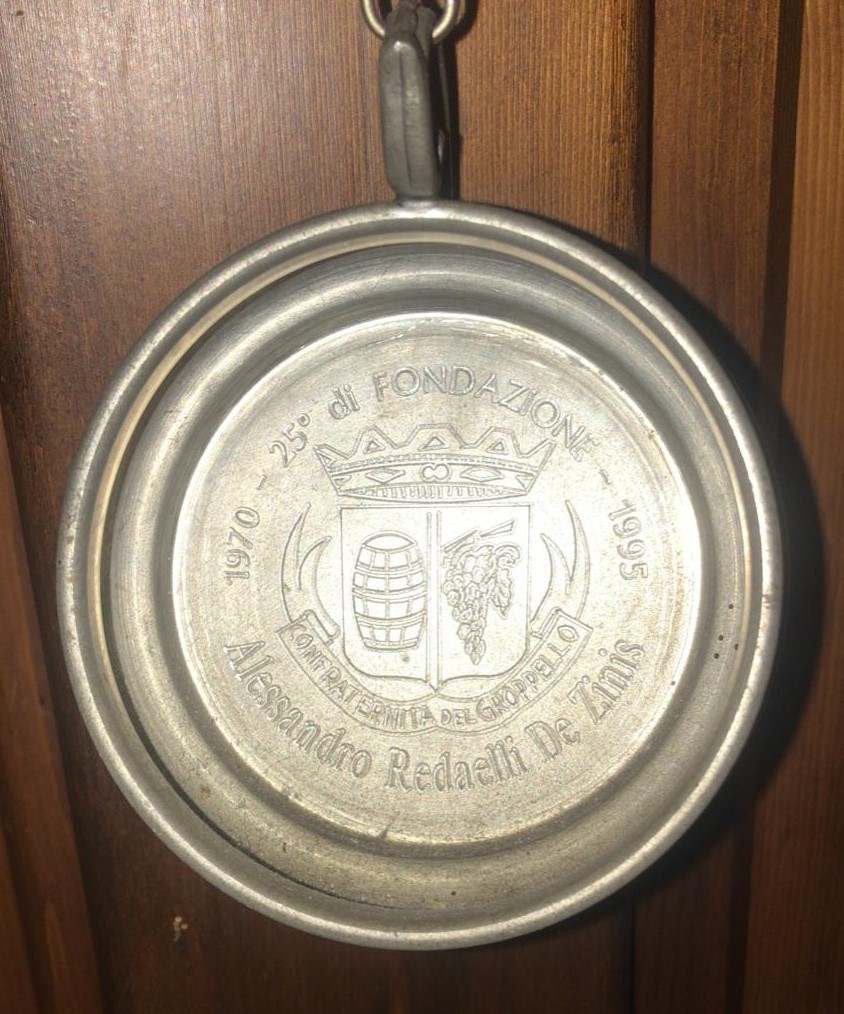 1970 - 25° di FONDAZIONE - 1995
CONFRATERNITA DEL GROPPELLO
Alessandro Redaelli De Zinis